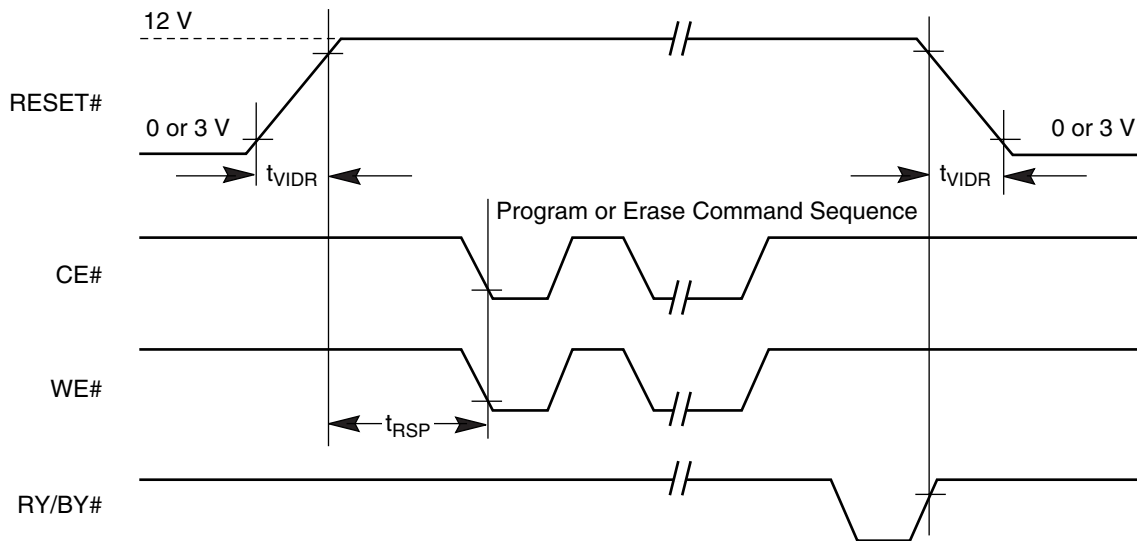 12 V
RESET#
0 or 3 V
0 or 3 V
tVIDR
tVIDR
Program or Erase Command Sequence
CE#
WE#
tRSP
RY/BY#